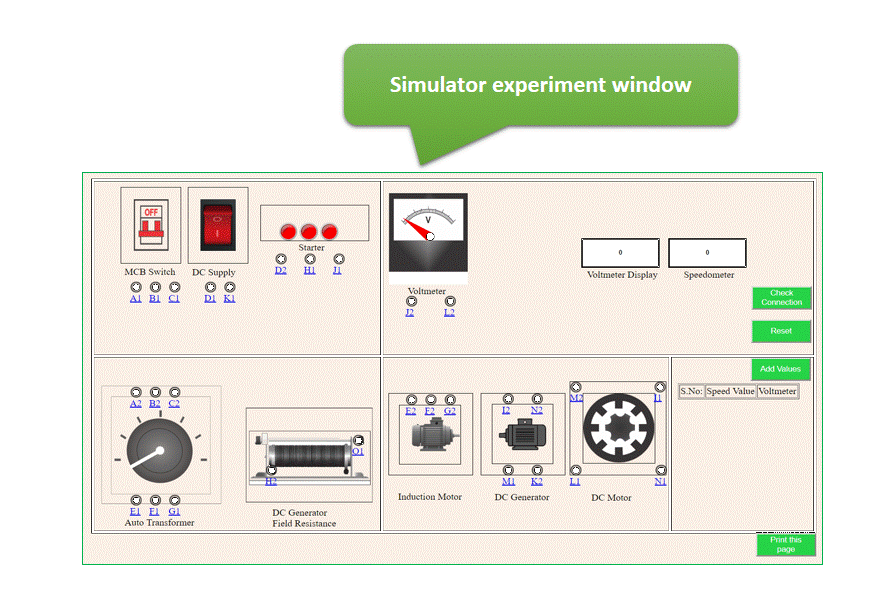 Simulator experiment window
OFF
MCB Switch
DC Supply
Starter
A1 B1 C1
D1 K1
D2 H1 J1
V
Voltmeter
J2 L2
0
Voltmeter Display
0
Speedometer
Check
Connection
Reset
A2 B2 C2
E1 F1 G1
Auto Transformer
O1
H2
DC Generator
Field Resistance
E2 F2 G2
Induction Motor
I2 N2
M1 K2
DC Generator
M2 I1
L1 N1
DC Motor
Add Values
S.No: Speed Value Voltmeter
Print this
page